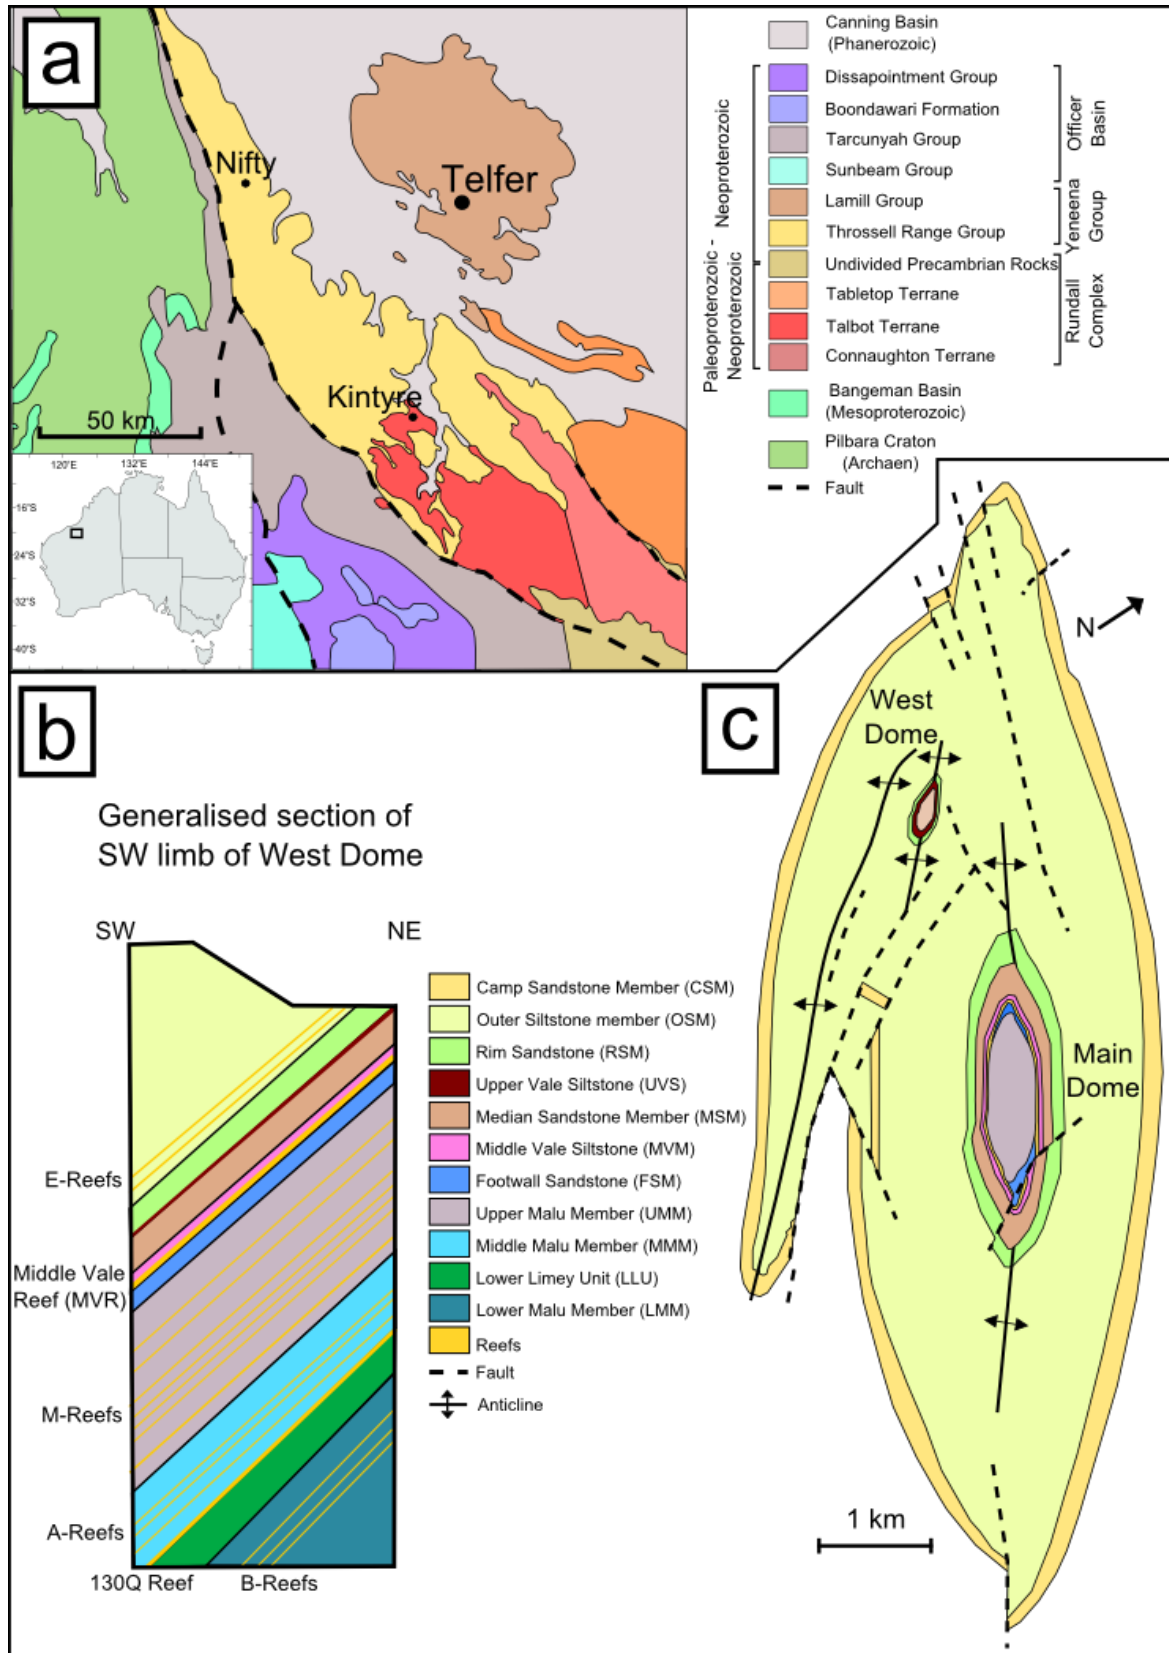 a
Nifty
Telfer
Kintyre
50 km
120°E
132°E
144°E
-16°S
-24°S
-32°S
-40°S
Canning Basin
(Phanerozoic)
Dissapointment Group
Boondawari Formation
Tarcunyah Group
Sunbeam Group
Lamill Group
Throssell Range Group
Undivided Precambrian Rocks
Tabletop Terrane
Talbot Terrane
Connaughton Terrane
Bangeman Basin
(Mesoproterozoic)
Pilbara Craton
(Archaen)
Fault
Neoproterozoic
Paleoproterozoic -
Neoproterozoic
Officer
Basin
Yeneena
Group
Rundall
Complex
b
Generalised section of
SW limb of West Dome
SW
NE
E-Reefs
Middle Vale
Reef (MVR)
M-Reefs
A-Reefs
130Q Reef
B-Reefs
Camp Sandstone Member (CSM)
Outer Siltstone member (OSM)
Rim Sandstone (RSM)
Upper Vale Siltstone (UVS)
Median Sandstone Member (MSM)
Middle Vale Siltstone (MVM)
Footwall Sandstone (FSM)
Upper Malu Member (UMM)
Middle Malu Member (MMM)
Lower Limey Unit (LLU)
Lower Malu Member (LMM)
Reefs
Fault
Anticline
c
N
West
Dome
Main
Dome
1 km